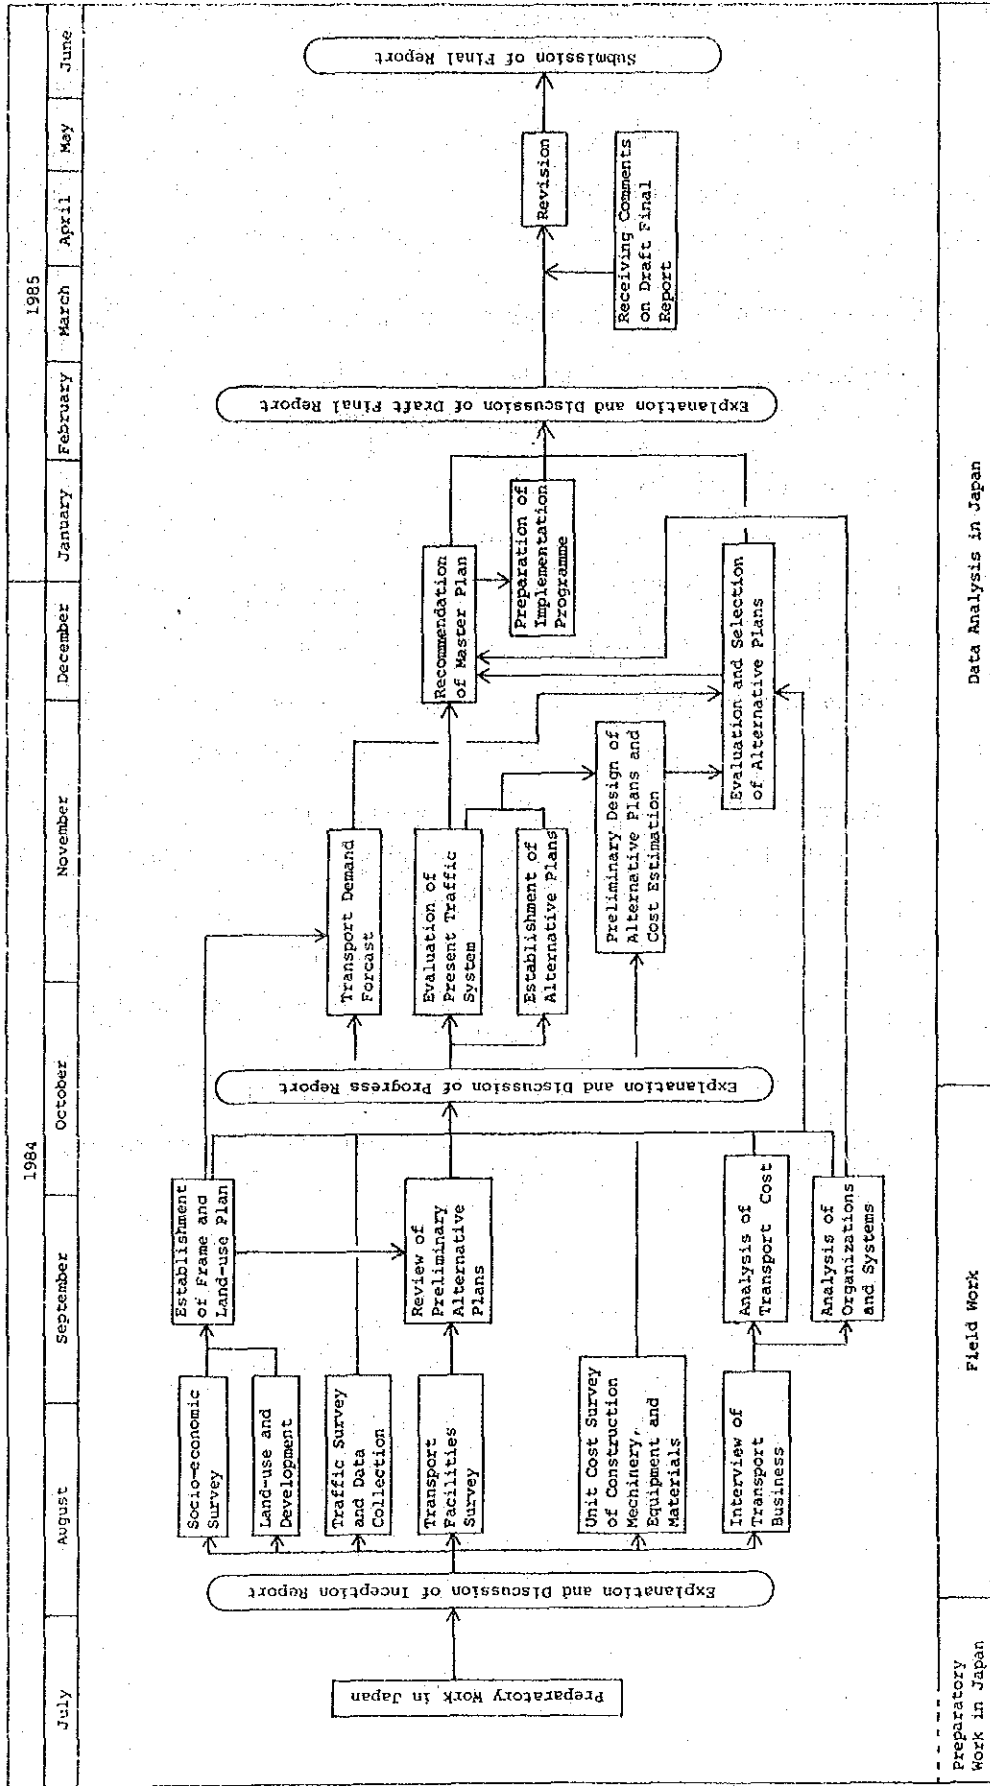 1984
1985
July
August
September
October
November
December
January
February
March
April
May
June
Preparatory Work in Japan
Explanation and Discussion of Inception Report
Socio-economic
Survey
Land-use and
Development
Traffic Survey
and Data
Collection
Transport
Facilities
Survey
Unit Cost Survey
of Construction
Mechinery,
Equipment and
Materials
Interview of
Transport
Business
Establishment
of Frame and
Land-use Plan
Review of
Preliminary
Alternative
Plans
Analysis of
Transport Cost
Analysis of
Organizations
and Systems
Explanation and Discussion of Progress Report
Transport Demand
Forcast
Evaluation of
Present Traffic
System
Establishment of
Alternative Plans
Preliminary Design of
Alternative Plans and
Cost Estimation
Evaluation and Selection
of Alternative Plans
Recommendation
of Master Plan
Preparation of
Implementation
Programme
Explanation and Discussion of Draft Final Report
Receiving Comments
on Draft Final
Report
Revision
Submission of Final Report
Preparatory
Work in Japan
Field Work
Data Analysis in Japan